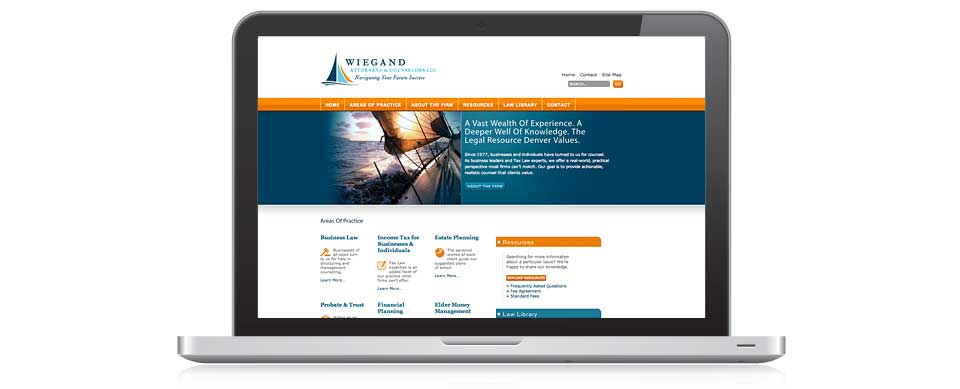 WIEGAND
ATTORNEYS & COUNSELORS LLC
Navigating Your Future Success
Home Contact Site Map
SEARCH... GO
HOME AREAS OF PRACTICE ABOUT THE FIRM RESOURCES LAW LIBRARY CONTACT
A Vast Wealth Of Experience. A
Deeper Well Of Knowledge. The
Legal Resource Denver Values.
Since 1977, businesses and individuals have turned to us for counsel.
As business leaders and Tax Law experts, we offer a real-world, practical
perspective most firms can't match. Our goal is to provide actionable,
realistic counsel that clients value.
ABOUT THE FIRM
Areas Of Practice
Business Law
Businesses of
all sizes turn
to us for help in
structuring and
management
counseling.
Learn More...
Income Tax for
Businesses &
Individuals
Tax Law
expertise is an
added facet of
our practice other
firms can't offer.
Learn More...
Estate Planning
The personal
wishes of each
client guide our
suggested plans
of action.
Learn More...
Resources
Searching for more information
about a particular issue? We're
happy to share our knowledge.
EXPLORE RESOURCES
Frequently Asked Questions
Fee Agreement
Standard Fees
Probate & Trust
Financial
Planning
Elder Money
Management
Law Library